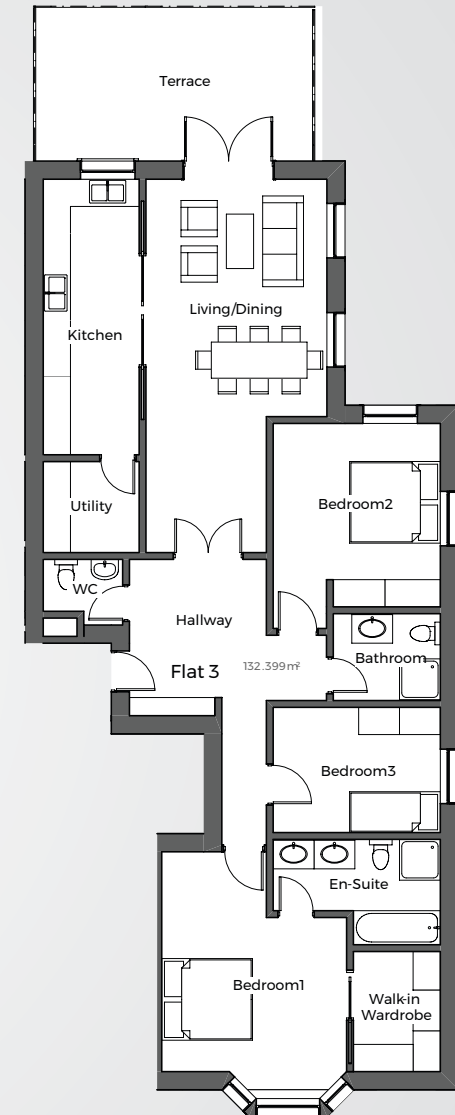 Terrace
Living/Dining
Kitchen
Bedroom2
Utility
WC
Hallway
Bathroom
Flat 3
132.399m²
Bedroom3
En-Suite
Bedroom1
Walk-in
Wardrobe